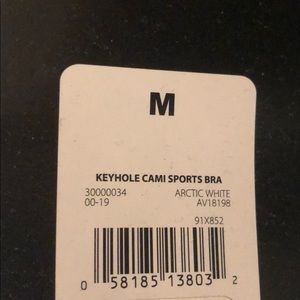 M
KEYHOLE CAMI SPORTS BRA
30000034 ARCTIC WHITE
00-19 AV18198
91X852
0 58185 13803 2